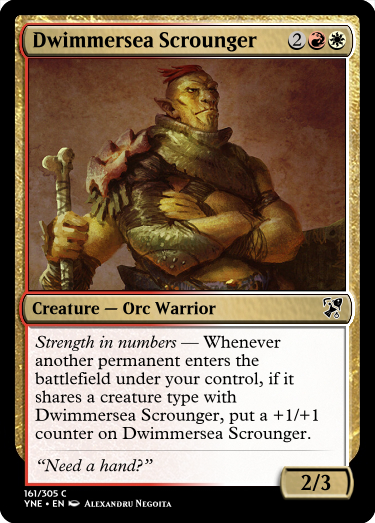 Dwimmersea Scrounger 2
Creature — Orc Warrior
Strength in numbers — Whenever
another permanent enters the
battlefield under your control, if it
shares a creature type with
Dwimmersea Scrounger, put a +1/+1
counter on Dwimmersea Scrounger.
“Need a hand?”
2/3
161/305 C
YNE • EN Alexandru Negoita